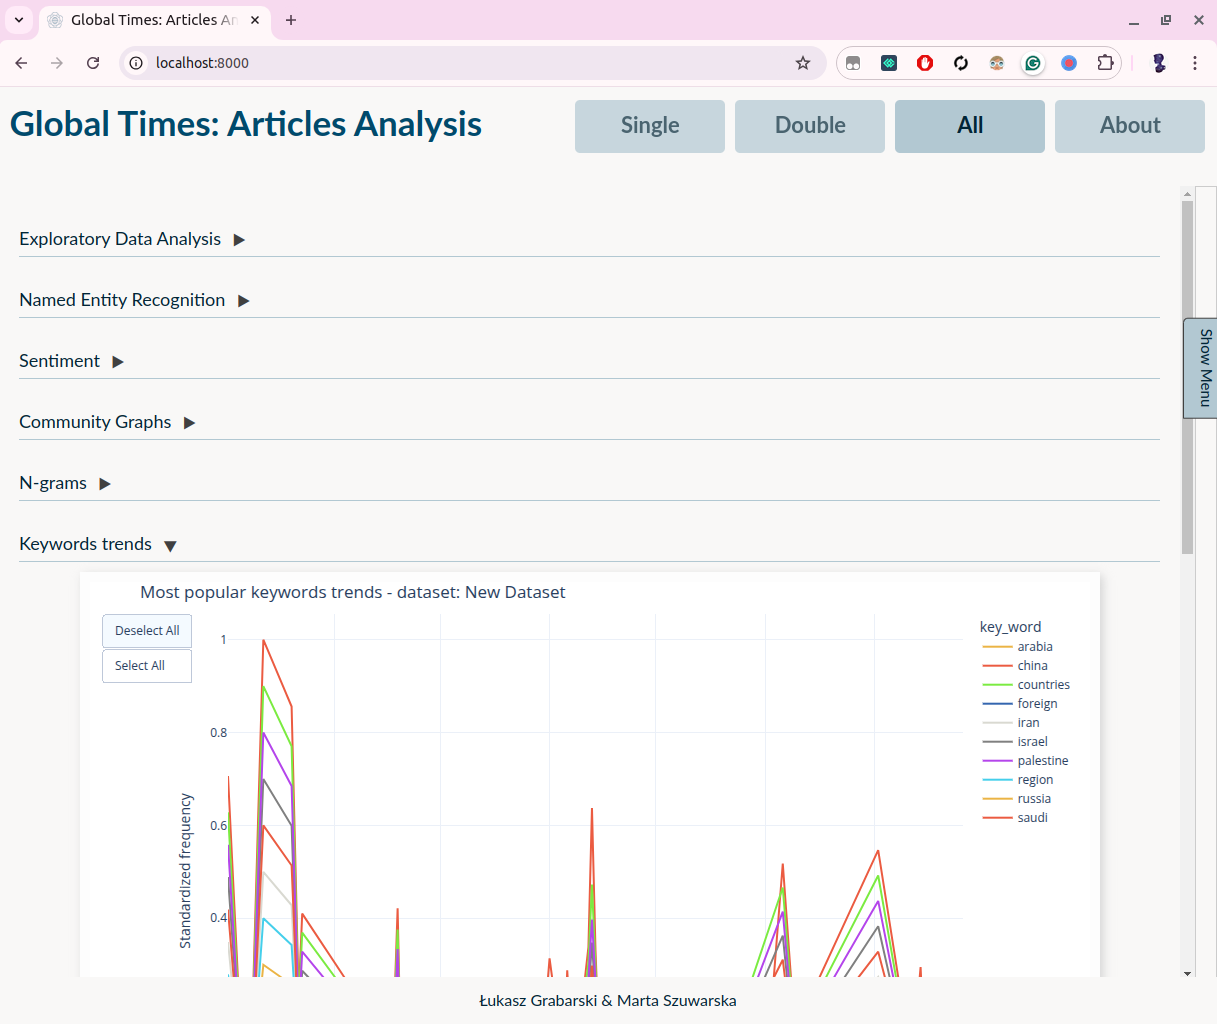 Global Times: Articles An
localhost:8000
Global Times: Articles Analysis
Single
Double
All
About
Exploratory Data Analysis
Named Entity Recognition
Sentiment
Community Graphs
N-grams
Keywords trends
Show Menu
Most popular keywords trends - dataset: New Dataset
Deselect All
Select All
1
0.8
0.6
0.4
Standardized frequency
key_word
arabia
china
countries
foreign
iran
israel
palestine
region
russia
saudi
Łukasz Grabarski & Marta Szuwarska